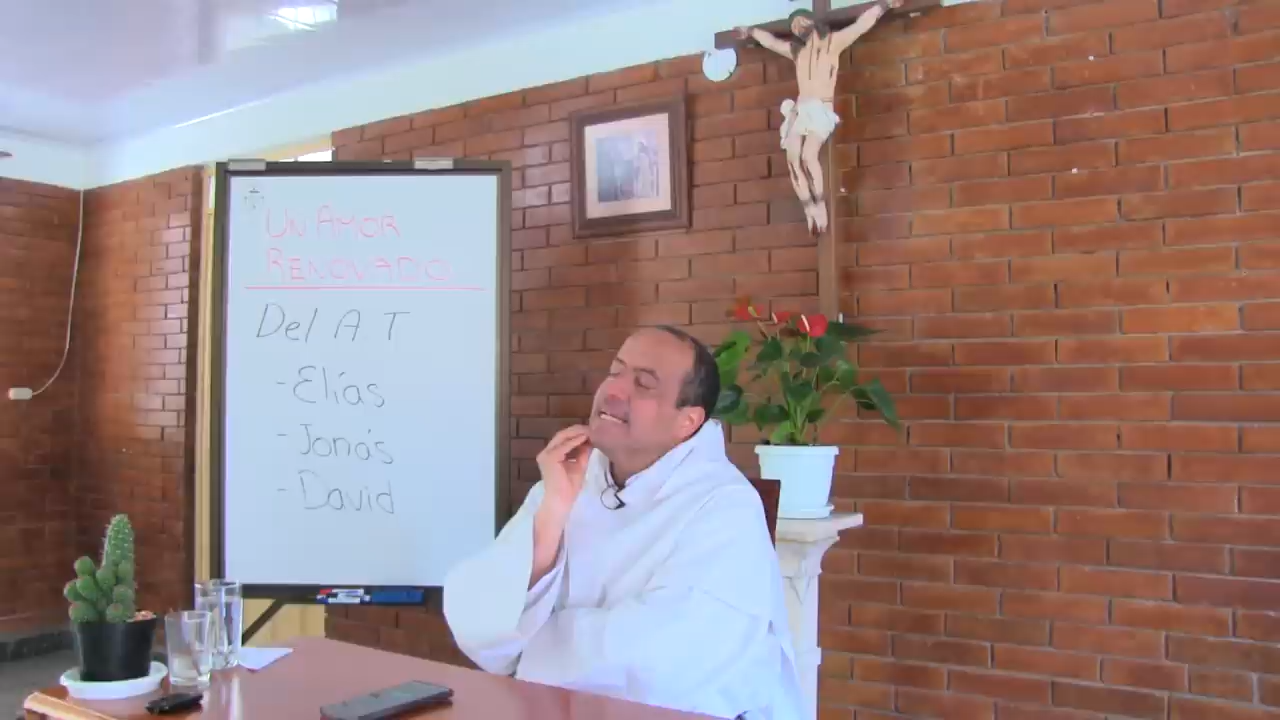 UN AMOR
RENOVADO
Del A T
- Elías
- Jonás
- David